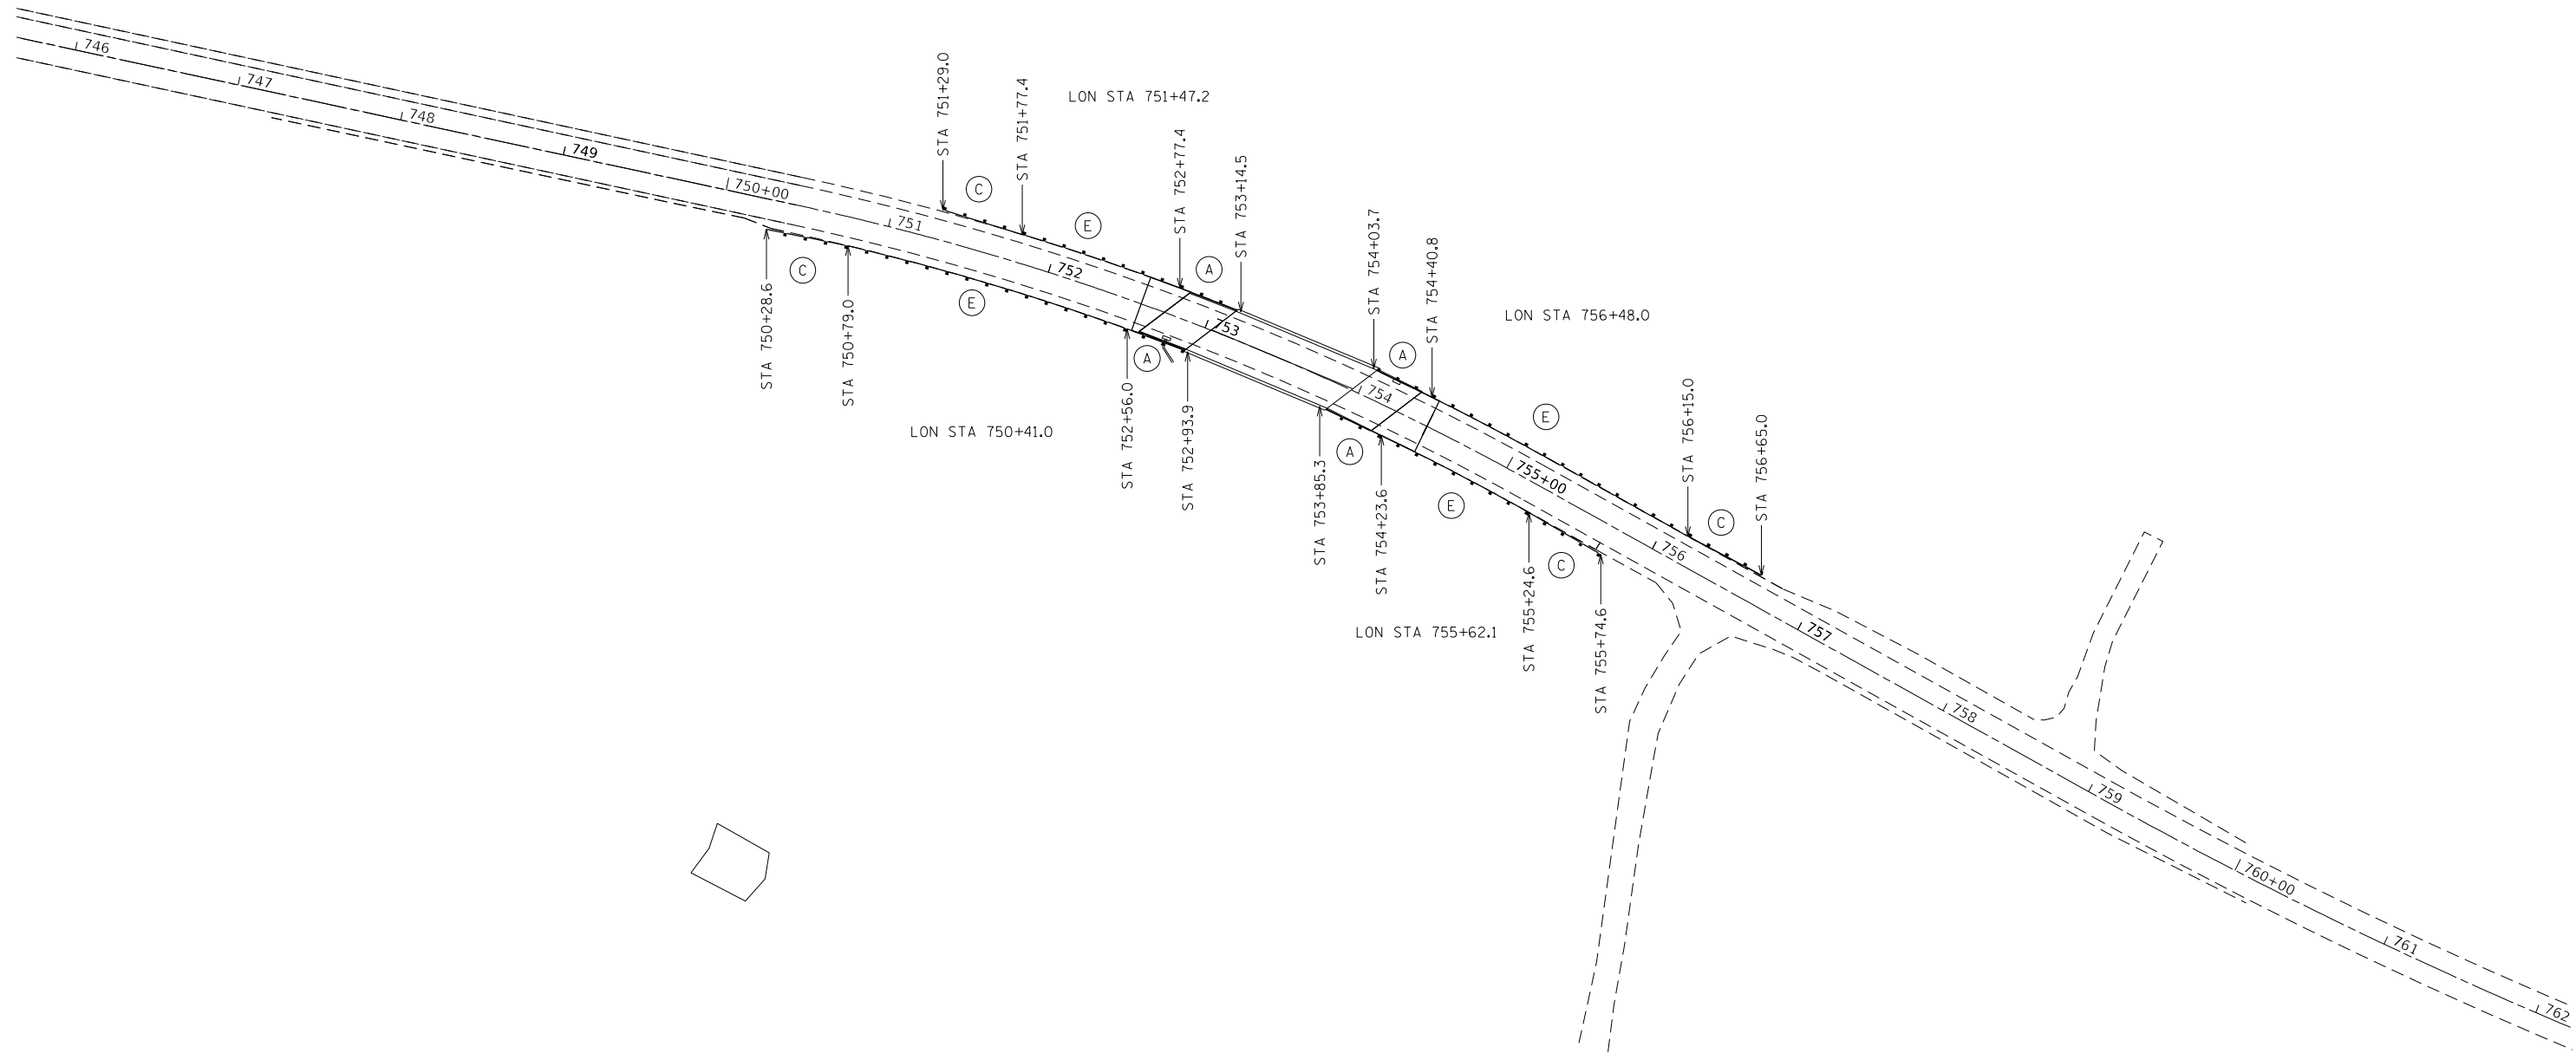 746
747
748
749
750+00
751
752
753
754
755+00
756
757
758
759
760+00
761
762
STA 751+29.0
STA 751+77.4
LON STA 751+47.2
STA 752+77.4
STA 753+14.5
STA 754+03.7
STA 754+40.8
LON STA 756+48.0
STA 756+15.0
STA 756+65.0
C
E
A
A
E
C
C
E
A
A
E
C
STA 750+28.6
STA 750+79.0
LON STA 750+41.0
STA 752+56.0
STA 752+93.9
STA 753+85.3
STA 754+23.6
LON STA 755+62.1
STA 755+24.6
STA 755+74.6